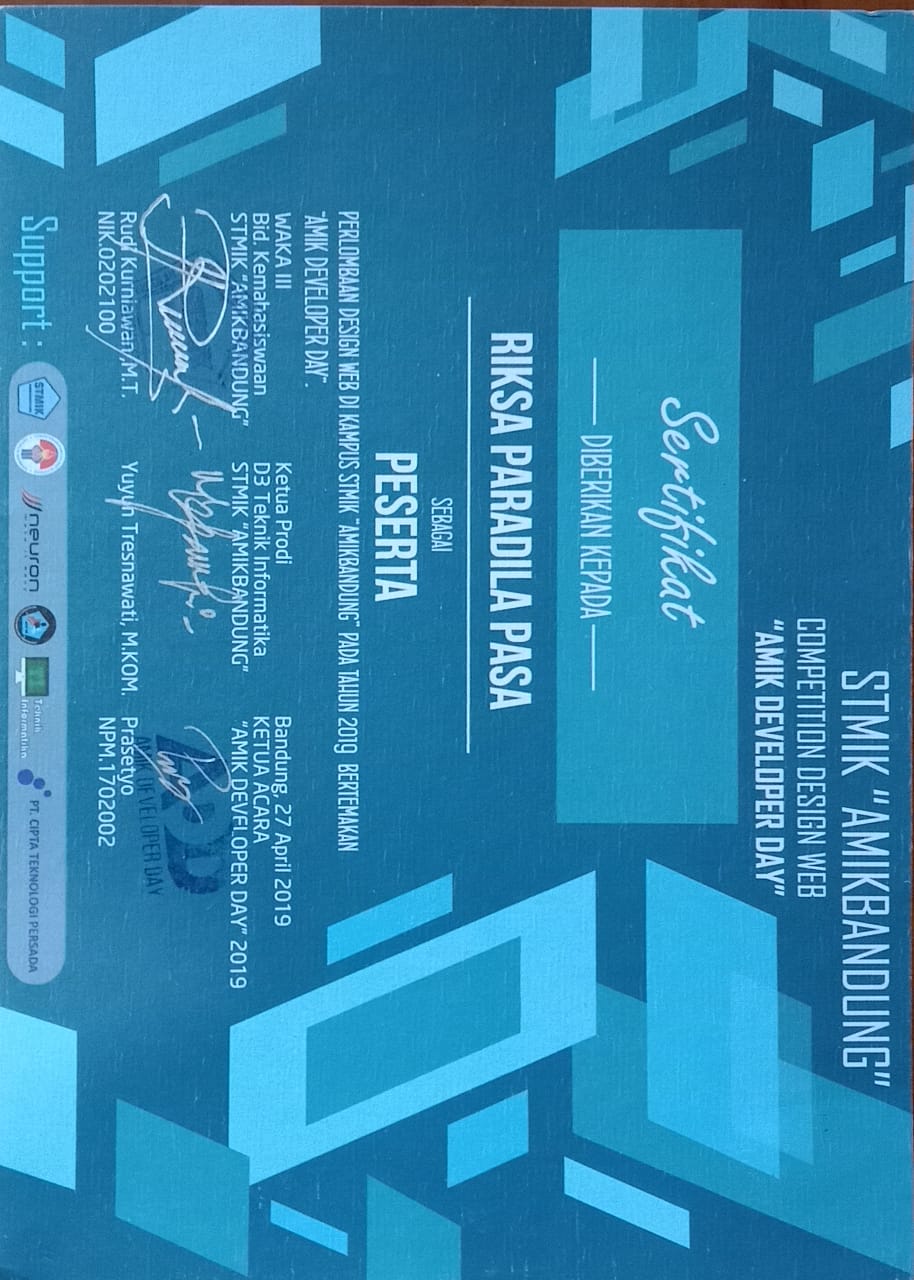 STMIK "AMIKBANDUNG"
COMPETITION DESIGN WEB
"AMIK DEVELOPER DAY"
Sertifikat
DIBERIKAN KEPADA
RIKSA PARADILA PASA
SEBAGAI
PESERTA
PERLOMBAAN DESIGN WEB DI KAMPUS STMIK "AMIKBANDUNG" PADA TAHUN 2019 BERTEMAKAN
"AMIK DEVELOPER DAY".
WAKA III
Bid. Kemahasiswaan
STMIK "AMIKBANDUNG"
Rudi Kurniawan, M.T.
NIK.0202100
Ketua Prodi
D3 Teknik Informatika
STMIK "AMIKBANDUNG"
Yuyun Tresnawati, M.KOM.
Bandung, 27 April 2019
KETUA ACARA
"AMIK DEVELOPER DAY" 2019
ADD
AMIK DEVELOPER DAY
Prasetyo
NPM.1702002
Support :
STMIK
neuron
Teknik
Informatika
PT. CIPTA TEKNOLOGI PERSADA